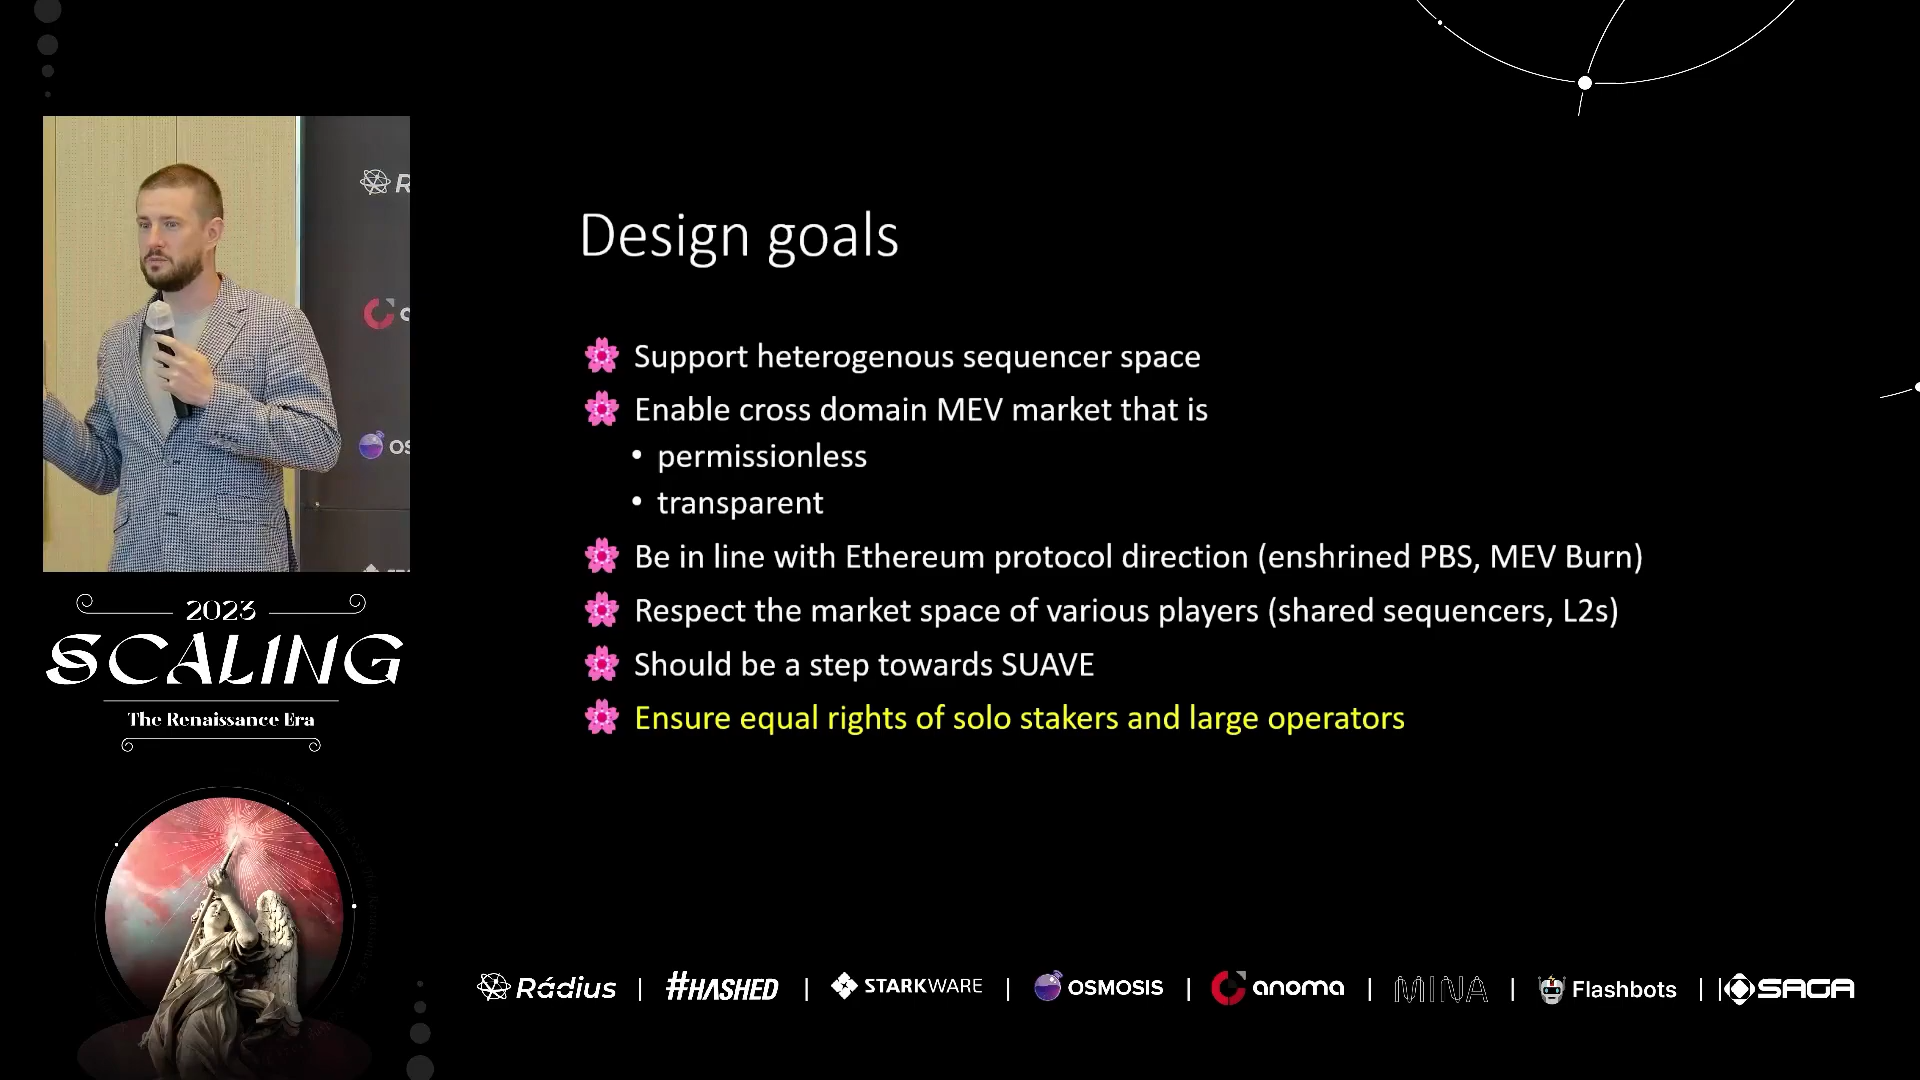 Design goals
Support heterogenous sequencer space
Enable cross domain MEV market that is
• permissionless
• transparent
Be in line with Ethereum protocol direction (enshrined PBS, MEV Burn)
Respect the market space of various players (shared sequencers, L2s)
Should be a step towards SUAVE
Ensure equal rights of solo stakers and large operators
2023
SCALING
The Renaissance Era
Rádius | #HASHED | STARKWARE | OSMOSIS | anoma | MINA | Flashbots | | SAGA